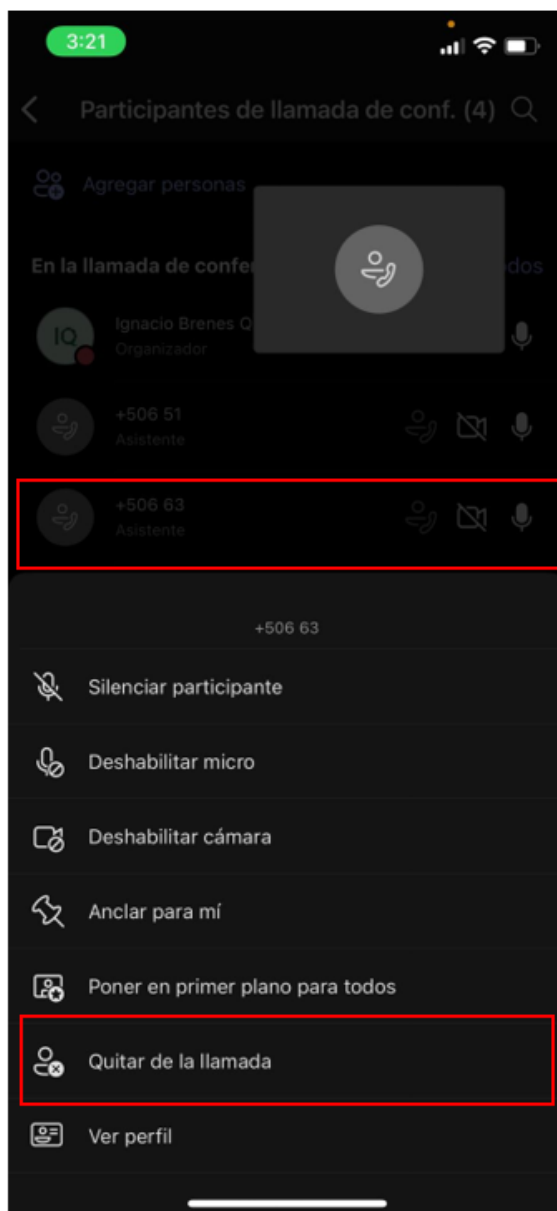 3:21
Participantes de llamada de conf. (4)
Agregar personas
En la llamada de confe
dos
IQ
Ignacio Brenes Q
Organizador
+506 51
Asistente
+506 63
Asistente
+506 63
Silenciar participante
Deshabilitar micro
Deshabilitar cámara
Anclar para mí
Poner en primer plano para todos
Quitar de la llamada
Ver perfil